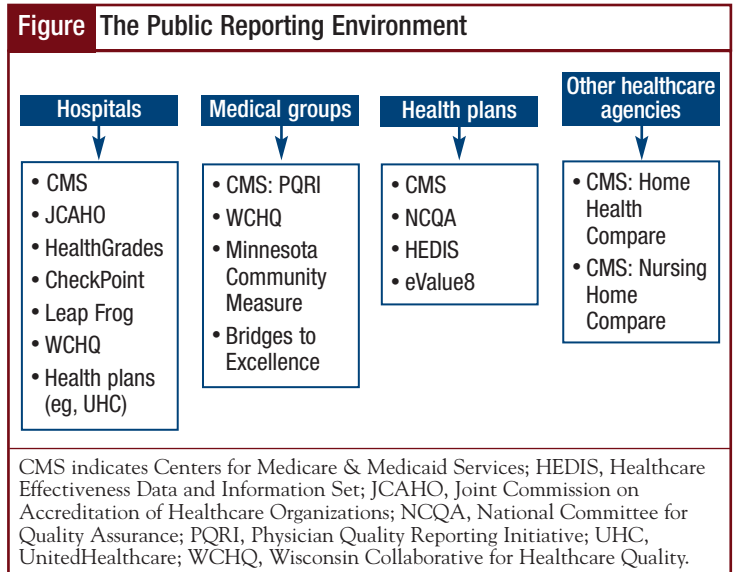 Figure The Public Reporting Environment
Hospitals
• CMS
• JCAHO
• HealthGrades
• CheckPoint
• Leap Frog
• WCHQ
• Health plans
(eg, UHC)
Medical groups
• CMS: PQRI
• WCHQ
• Minnesota
Community
Measure
• Bridges to
Excellence
Health plans
• CMS
• NCQA
• HEDIS
• eValue8
Other healthcare
agencies
• CMS: Home
Health
Compare
• CMS: Nursing
Home
Compare
CMS indicates Centers for Medicare & Medicaid Services; HEDIS, Healthcare
Effectiveness Data and Information Set; JCAHO, Joint Commission on
Accreditation of Healthcare Organizations; NCQA, National Committee for
Quality Assurance; PQRI, Physician Quality Reporting Initiative; UHC,
UnitedHealthcare; WCHQ, Wisconsin Collaborative for Healthcare Quality.